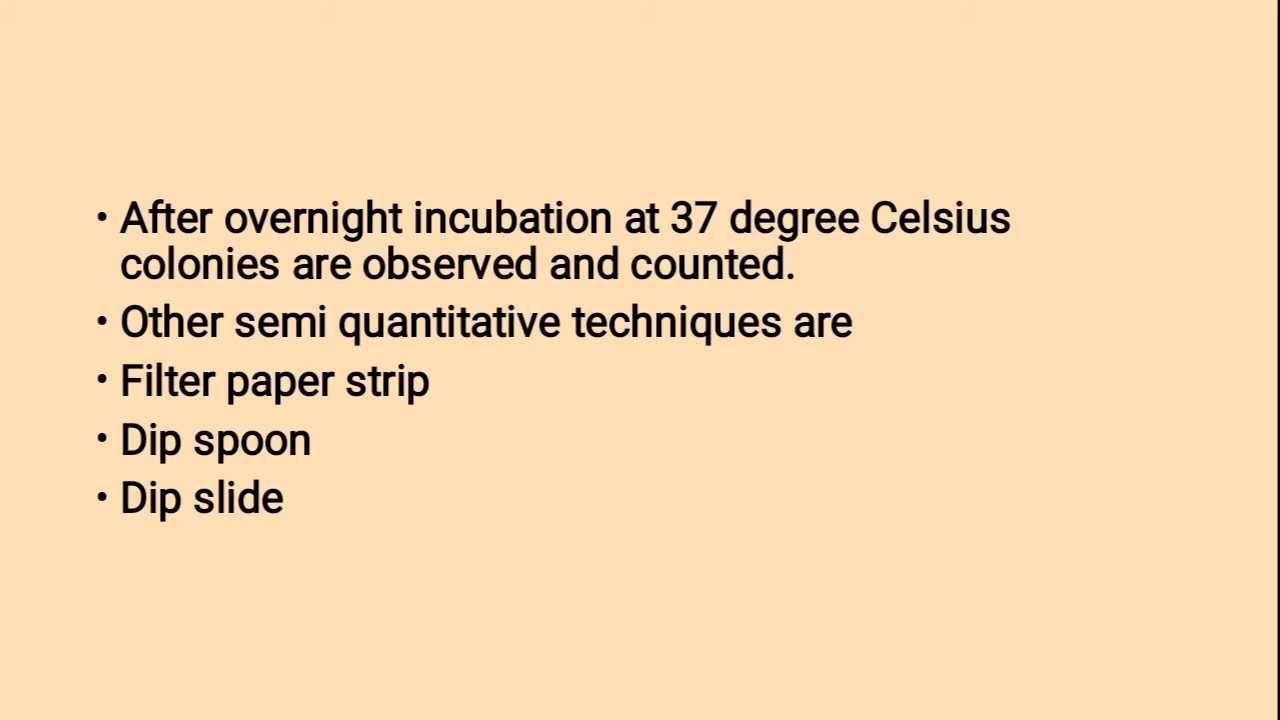 • After overnight incubation at 37 degree Celsius
colonies are observed and counted.
• Other semi quantitative techniques are
• Filter paper strip
• Dip spoon
• Dip slide